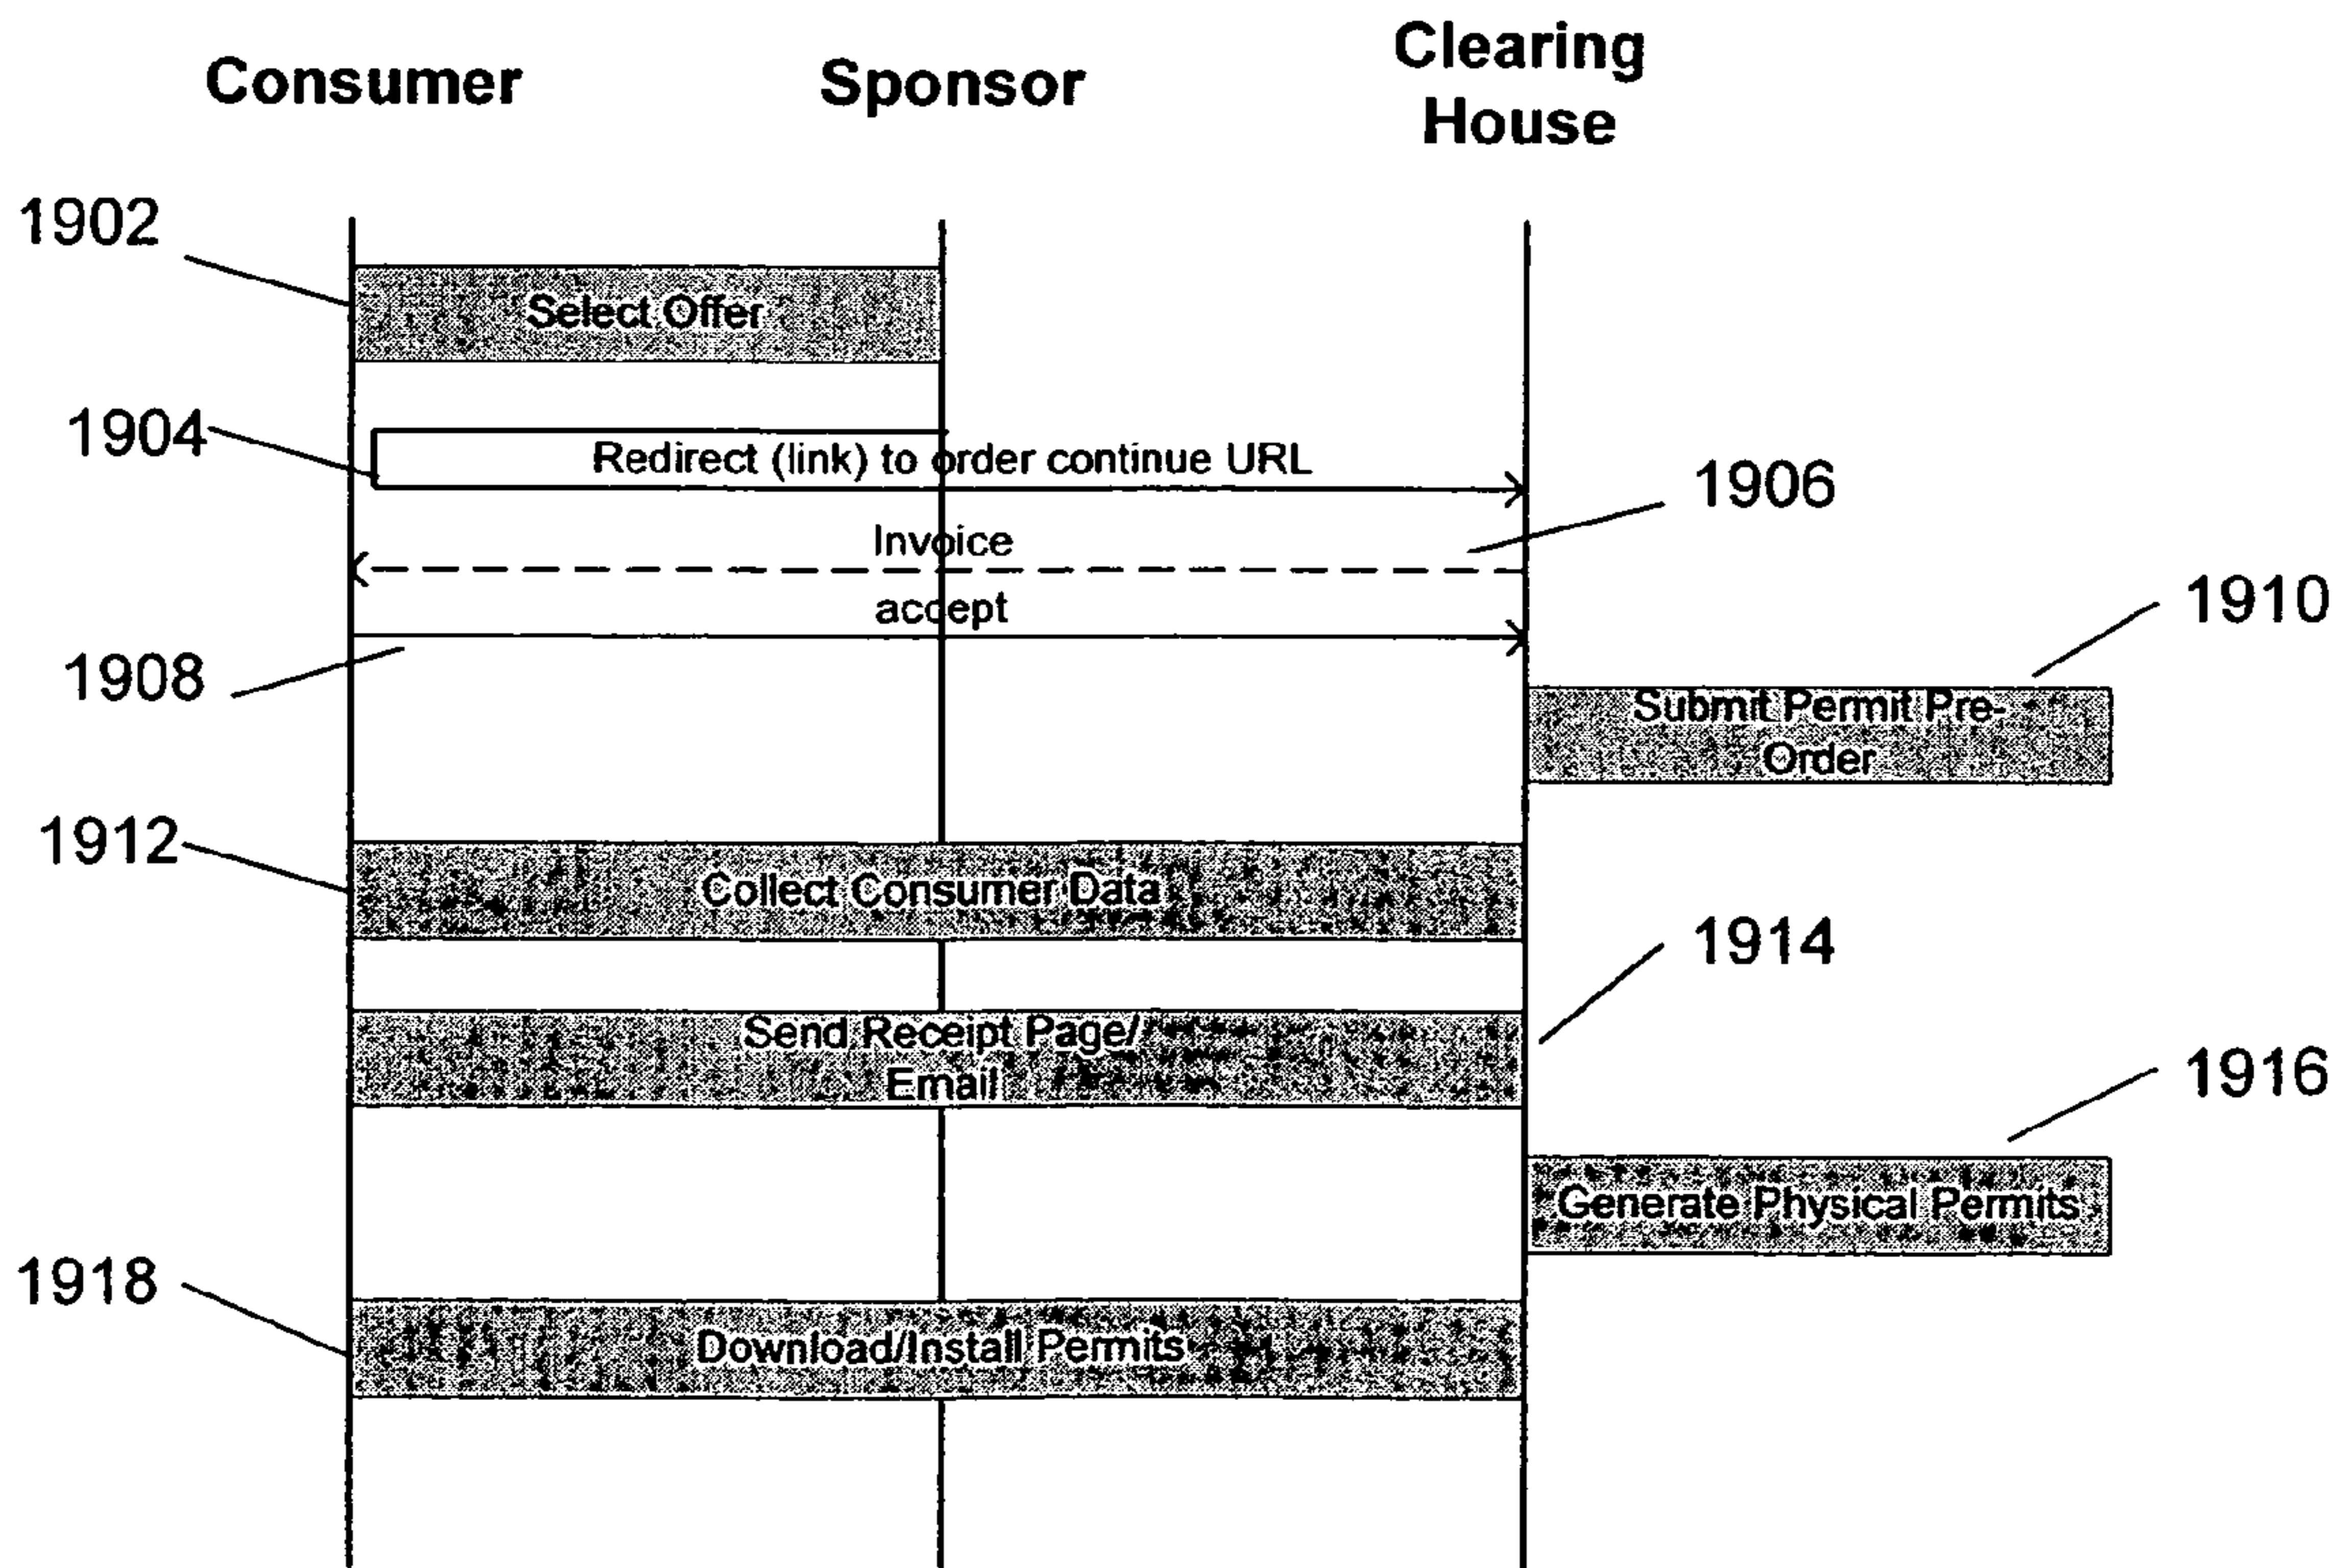 Consumer
Sponsor
Clearing
House
1902
Select Offer
1904
Redirect (link) to order continue URL
1906
Invoice
accept
1908
1910
Submit Permit Pre-
Order
1912
Collect Consumer Data
1914
Send Receipt Page/
Email
1916
Generate Physical Permits
1918
Download/Install Permits